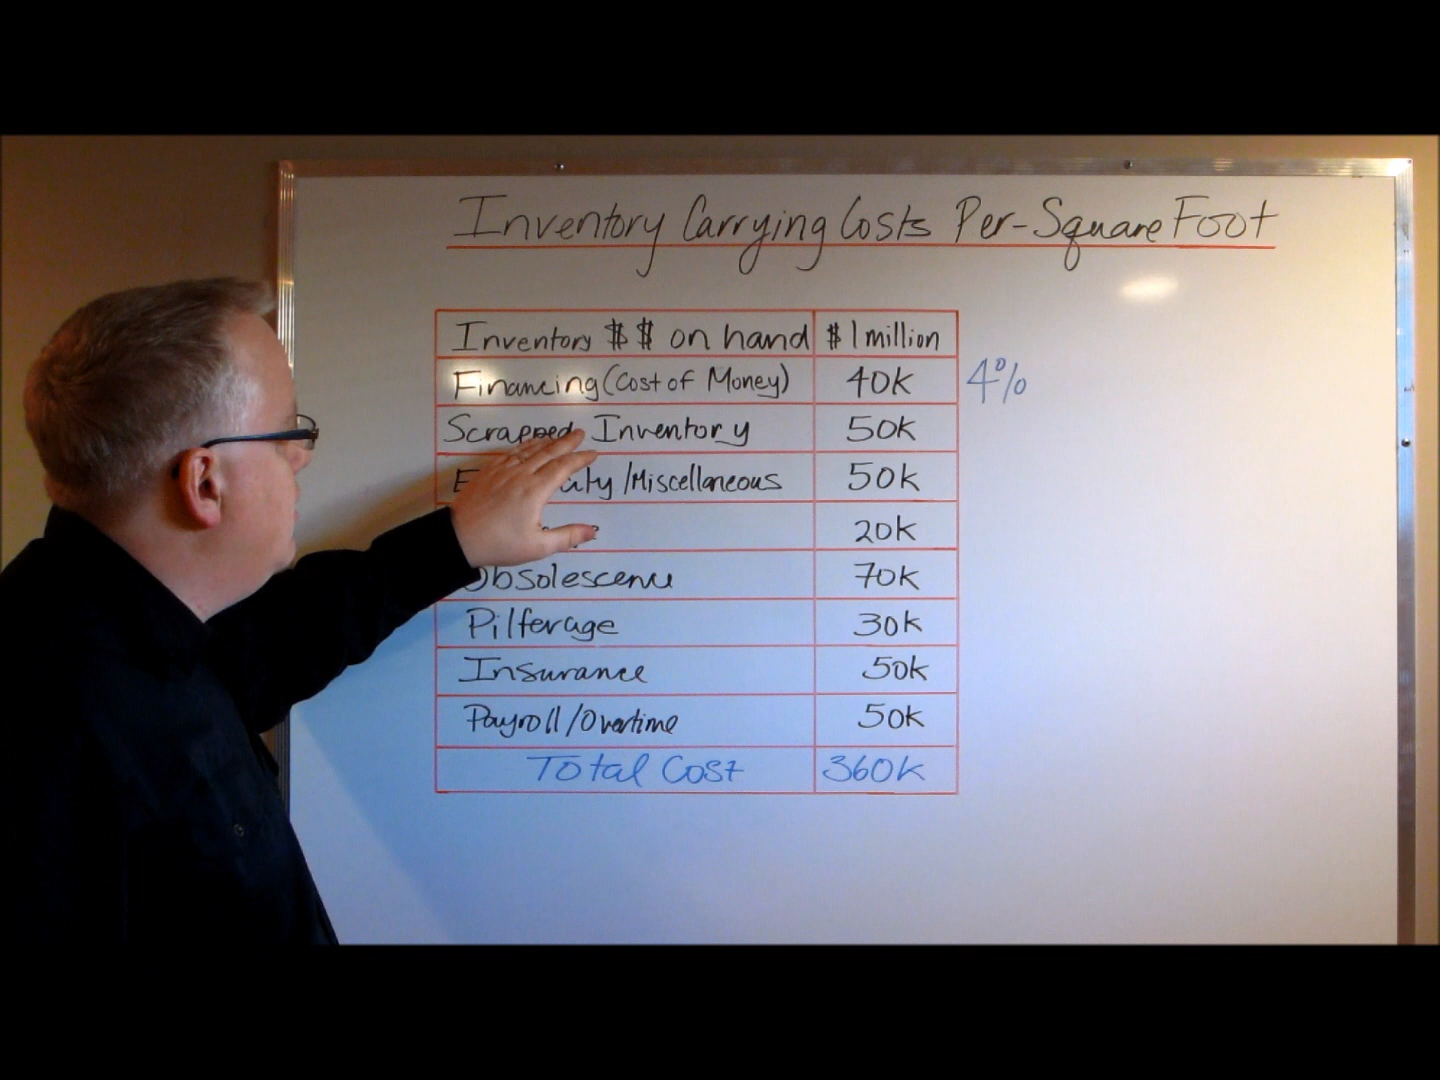 Inventory Carrying Costs Per-Square Foot
Inventory $$ on hand $1 million
Financing (Cost of Money) 40K 4%
Scrapped Inventory 50K
/Miscellaneous 50K
20K
Obsolescence 70K
Pilferage 30K
Insurance 50K
Payroll/Overtime 50K
Total Cost 360K